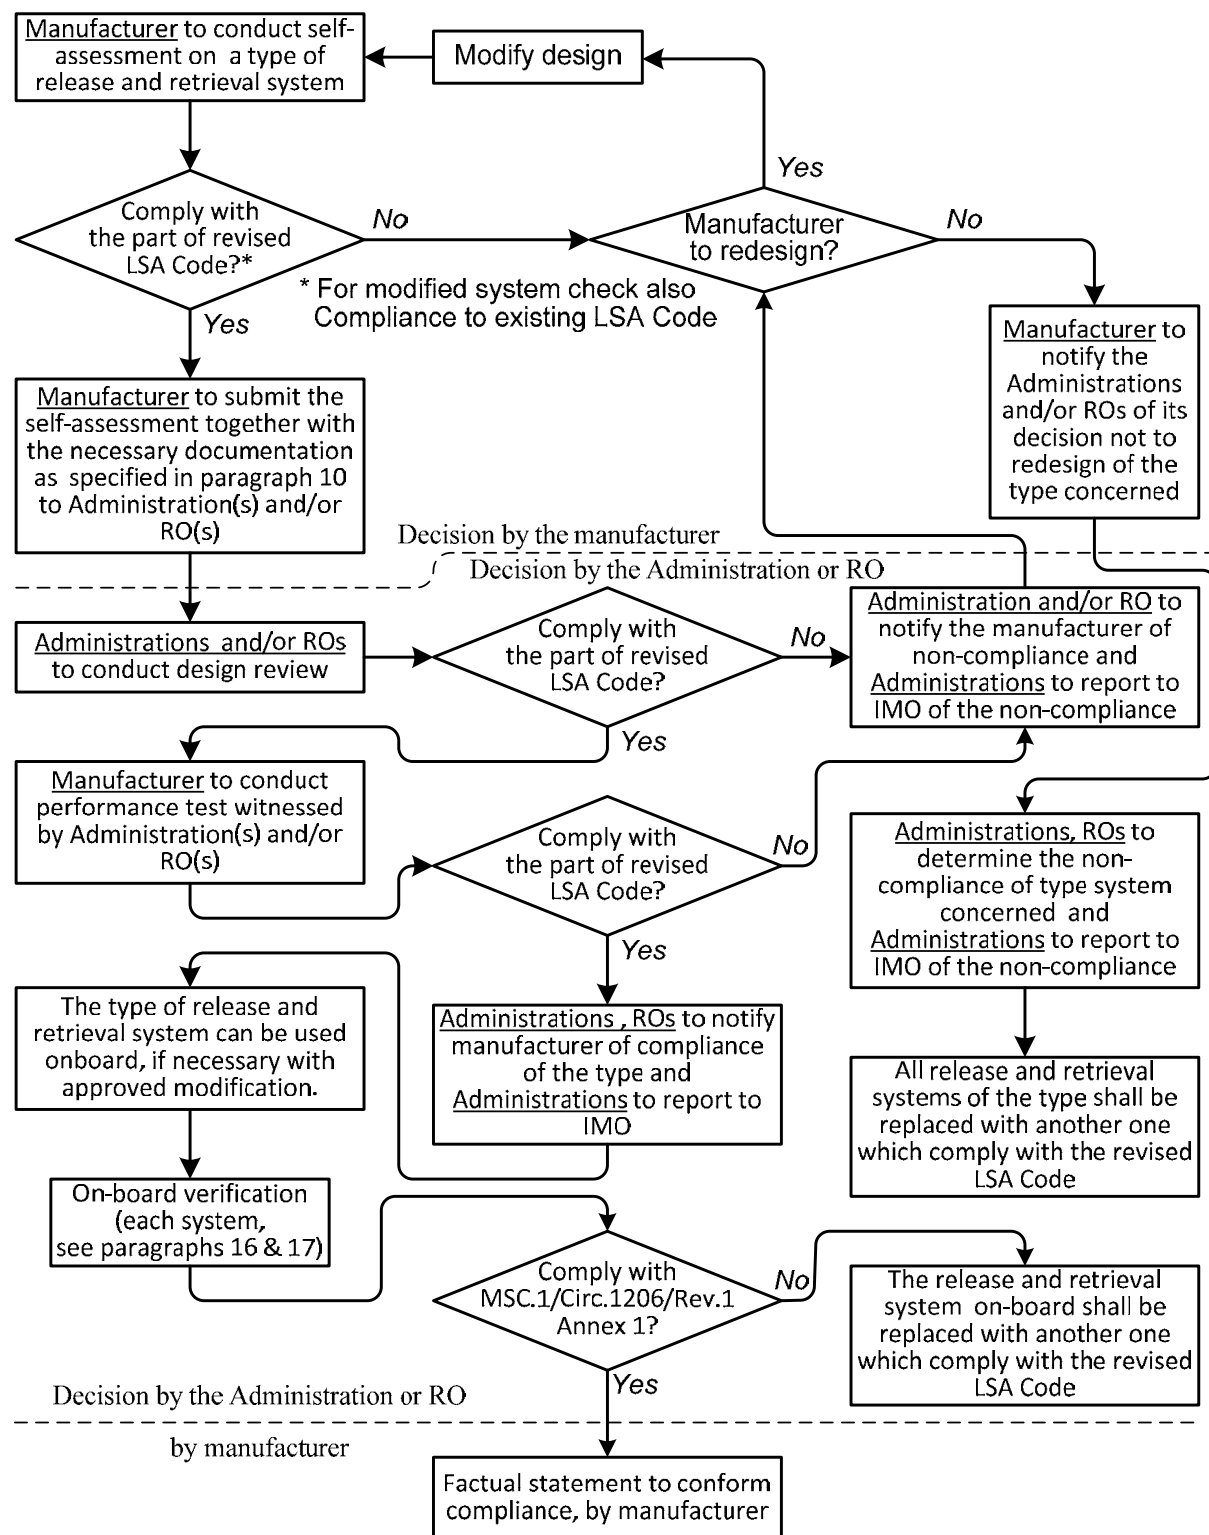 Manufacturer to conduct self-
assessment on a type of
release and retrieval system
Modify design
Yes
Comply with
the part of revised
LSA Code?*
No
Manufacturer
to redesign?
No
* For modified system check also
Compliance to existing LSA Code
Yes
Manufacturer to
notify the
Administrations
and/or ROs of its
decision not to
redesign of the
type concerned
Manufacturer to submit the
self-assessment together with
the necessary documentation
as specified in paragraph 10
to Administration(s) and/or
RO(s)
Decision by the manufacturer
Decision by the Administration or RO
Administrations and/or ROs
to conduct design review
Comply with
the part of revised
LSA Code?
No
Administration and/or RO to
notify the manufacturer of
non-compliance and
Administrations to report to
IMO of the non-compliance
Yes
Manufacturer to conduct
performance test witnessed
by Administration(s) and/or
RO(s)
Comply with
the part of revised
LSA Code?
No
Administrations, ROs to
determine the non-
compliance of type system
concerned and
Administrations to report to
IMO of the non-compliance
Yes
The type of release and
retrieval system can be used
onboard, if necessary with
approved modification.
Administrations , ROs to notify
manufacturer of compliance
of the type and
Administrations to report to
IMO
All release and retrieval
systems of the type shall be
replaced with another one
which comply with the revised
LSA Code
On-board verification
(each system,
see paragraphs 16 & 17)
Comply with
MSC.1/Circ.1206/Rev.1
Annex 1?
No
The release and retrieval
system on-board shall be
replaced with another one
which comply with the revised
LSA Code
Yes
Decision by the Administration or RO
by manufacturer
Factual statement to conform
compliance, by manufacturer